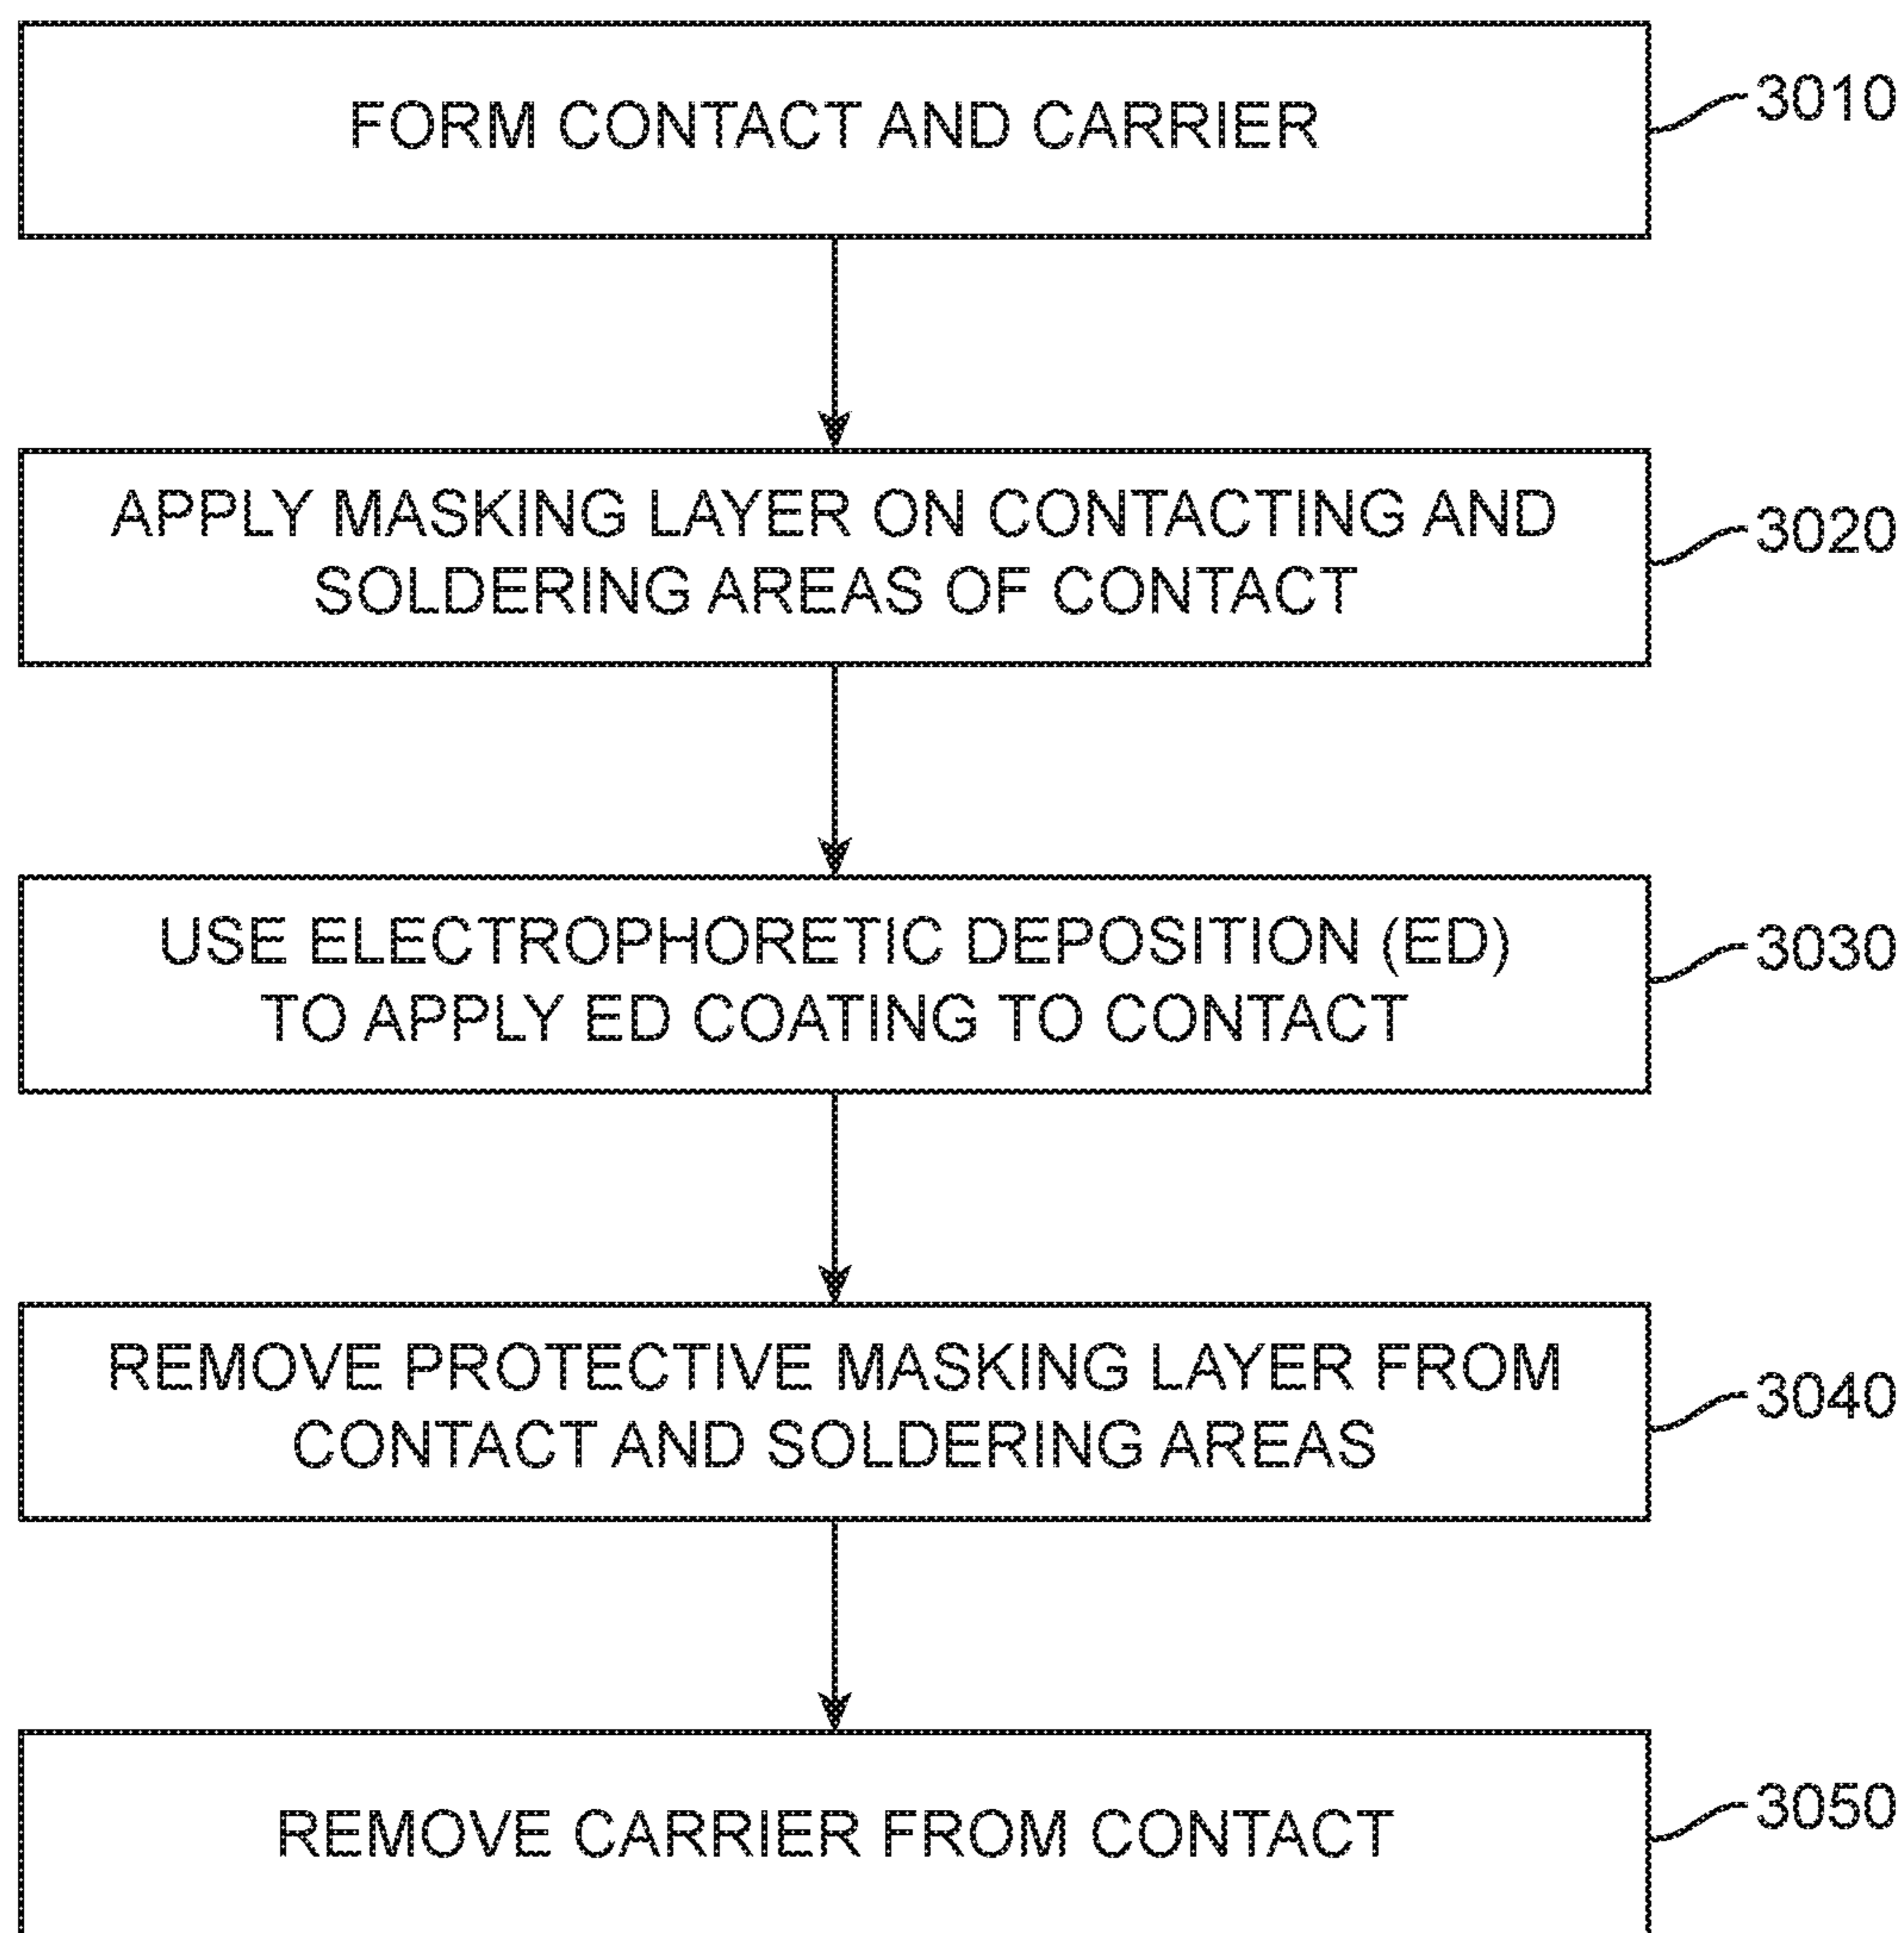 FORM CONTACT AND CARRIER
3010
APPLY MASKING LAYER ON CONTACTING AND
SOLDERING AREAS OF CONTACT
3020
USE ELECTROPHORETIC DEPOSITION (ED)
TO APPLY ED COATING TO CONTACT
3030
REMOVE PROTECTIVE MASKING LAYER FROM
CONTACT AND SOLDERING AREAS
3040
REMOVE CARRIER FROM CONTACT
3050